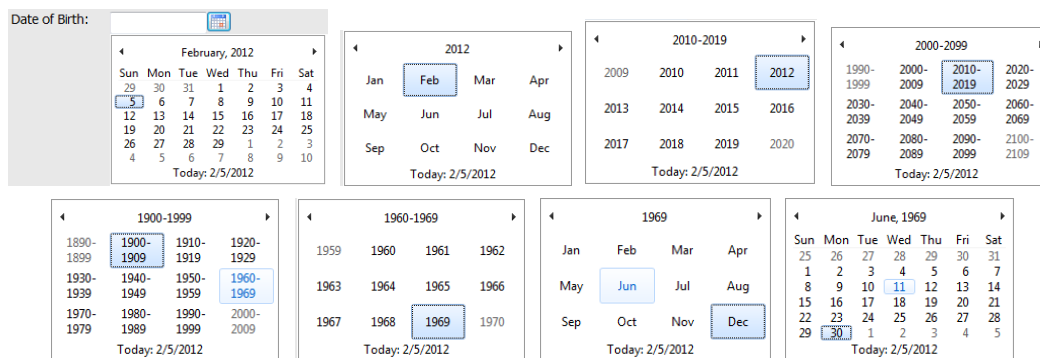 Date of Birth:
February, 2012
Sun Mon Tue Wed Thu Fri Sat
29 30 31 1 2 3 4
5 6 7 8 9 10 11
12 13 14 15 16 17 18
19 20 21 22 23 24 25
26 27 28 29 1 2 3
4 5 6 7 8 9 10
Today: 2/5/2012
2012
Jan Feb Mar Apr
May Jun Jul Aug
Sep Oct Nov Dec
Today: 2/5/2012
2010-2019
2009 2010 2011 2012
2013 2014 2015 2016
2017 2018 2019 2020
Today: 2/5/2012
2000-2099
1990- 2000- 2010- 2020-
1999 2009 2019 2029
2030- 2040- 2050- 2060-
2039 2049 2059 2069
2070- 2080- 2090- 2100-
2079 2089 2099 2109
Today: 2/5/2012
1900-1999
1890- 1900- 1910- 1920-
1899 1909 1919 1929
1930- 1940- 1950- 1960-
1939 1949 1959 1969
1970- 1980- 1990- 2000-
1979 1989 1999 2009
Today: 2/5/2012
1960-1969
1959 1960 1961 1962
1963 1964 1965 1966
1967 1968 1969 1970
Today: 2/5/2012
1969
Jan Feb Mar Apr
May Jun Jul Aug
Sep Oct Nov Dec
Today: 2/5/2012
June, 1969
Sun Mon Tue Wed Thu Fri Sat
25 26 27 28 29 30 31
1 2 3 4 5 6 7
8 9 10 11 12 13 14
15 16 17 18 19 20 21
22 23 24 25 26 27 28
29 30 1 2 3 4 5
Today: 2/5/2012